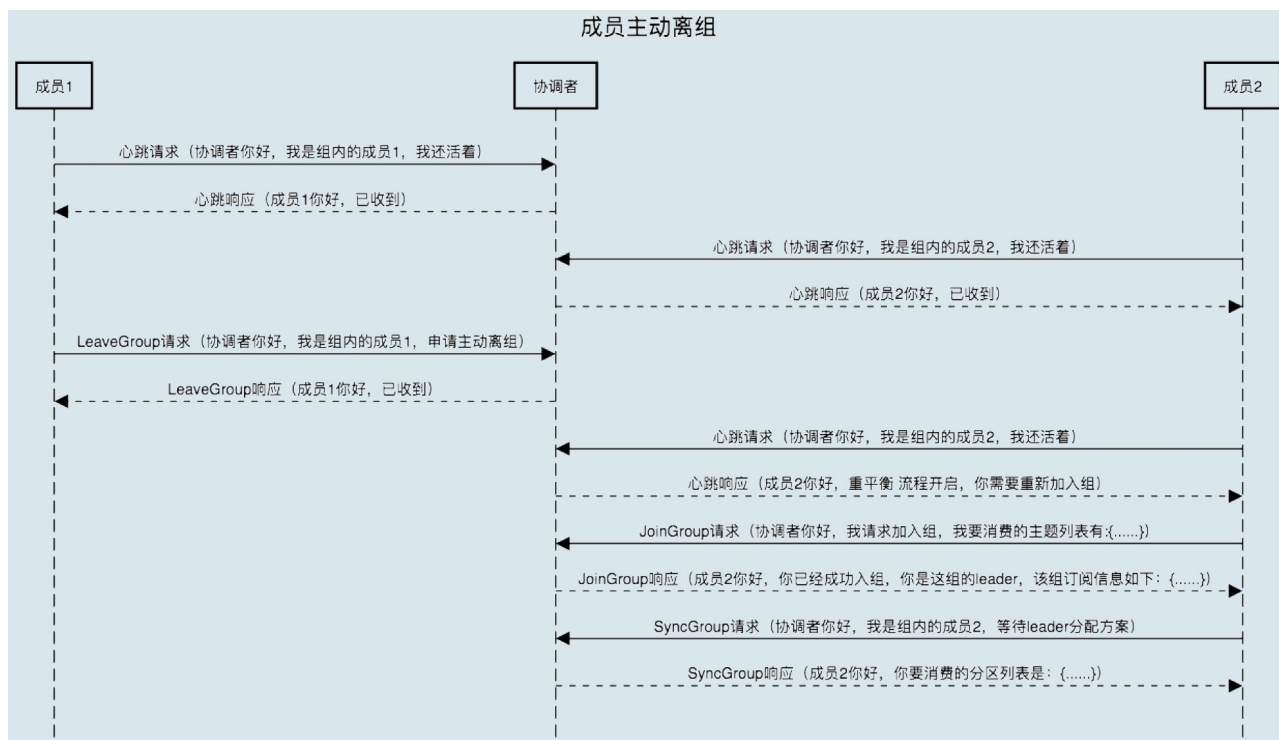 成员主动离组
成员1
协调者
成员2
心跳请求（协调者你好，我是组内的成员1，我还活着）
心跳响应（成员1你好，已收到）
心跳请求（协调者你好，我是组内的成员2，我还活着）
心跳响应（成员2你好，已收到）
LeaveGroup请求（协调者你好，我是组内的成员1，申请主动离组）
LeaveGroup响应（成员1你好，已收到）
心跳请求（协调者你好，我是组内的成员2，我还活着）
心跳响应（成员2你好，重平衡 流程开启，你需要重新加入组）
JoinGroup请求（协调者你好，我请求加入组，我要消费的主题列表有:{......}）
JoinGroup响应（成员2你好，你已经成功入组，你是这组的leader，该组订阅信息如下：{......}）
SyncGroup请求（协调者你好，我是组内的成员2，等待leader分配方案）
SyncGroup响应（成员2你好，你要消费的分区列表是：{......}）